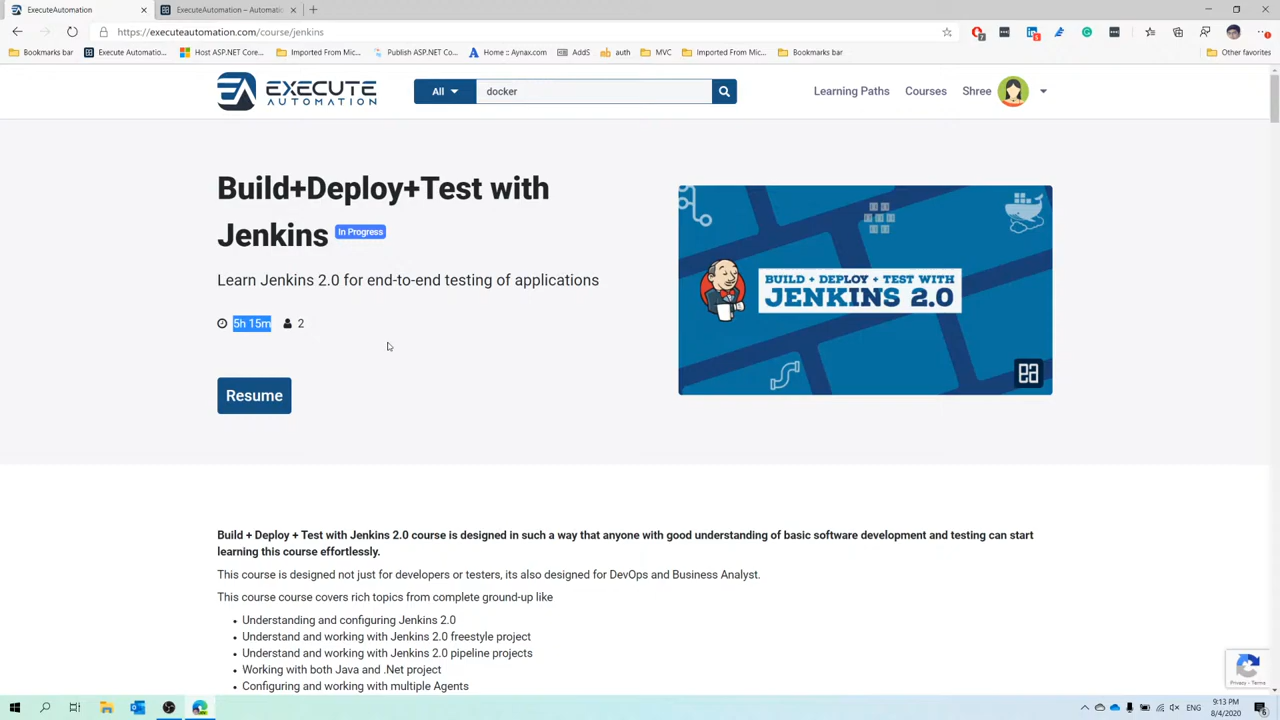 ExecuteAutomation
ExecuteAutomation – Automatio
https://executeautomation.com/course/jenkins
Bookmarks bar
Execute Automatio...
Host ASP.NET Core...
Imported From Mic...
Publish ASP.NET Co...
Home :: Aynax.com
AddS
auth
MVC
Imported From Mic...
Bookmarks bar
Other favorites
EXECUTE
AUTOMATION
All
docker
Learning Paths
Courses
Shree
Build+Deploy+Test with
Jenkins In Progress
Learn Jenkins 2.0 for end-to-end testing of applications
5h 15m 2
Resume
BUILD + DEPLOY + TEST WITH
JENKINS 2.0
Build + Deploy + Test with Jenkins 2.0 course is designed in such a way that anyone with good understanding of basic software development and testing can start
learning this course effortlessly.
This course is designed not just for developers or testers, its also designed for DevOps and Business Analyst.
This course course covers rich topics from complete ground-up like
• Understanding and configuring Jenkins 2.0
• Understand and working with Jenkins 2.0 freestyle project
• Understand and working with Jenkins 2.0 pipeline projects
• Working with both Java and .Net project
• Configuring and working with multiple Agents
Privacy - Terms
ENG
9:13 PM
8/4/2020